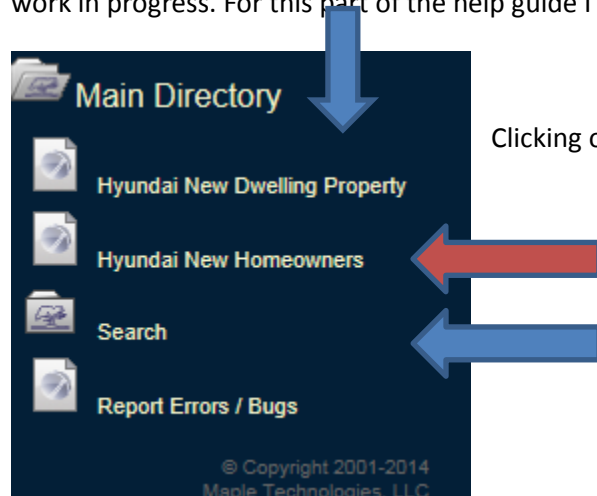 work in progress. For this part of the help guide I
Main Directory
Clicking
Hyundai New Dwelling Property
Hyundai New Homeowners
Search
Report Errors / Bugs
© Copyright 2001-2014
Maple Technologies, LLC